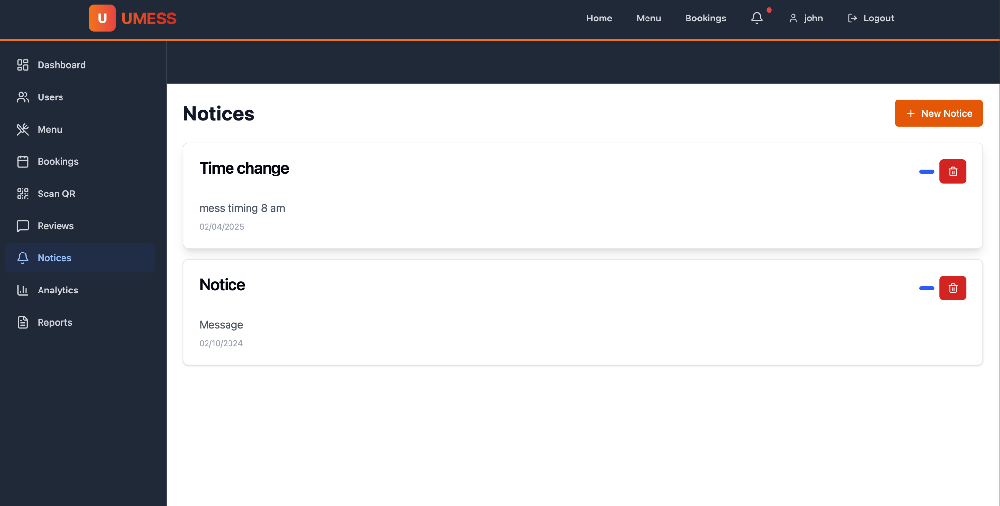 U UMESS
Home Menu Bookings john Logout
Dashboard
Users
Menu
Bookings
Scan QR
Reviews
Notices
Analytics
Reports
Notices
New Notice
Time change
mess timing 8 am
02/04/2025
Notice
Message
02/10/2024